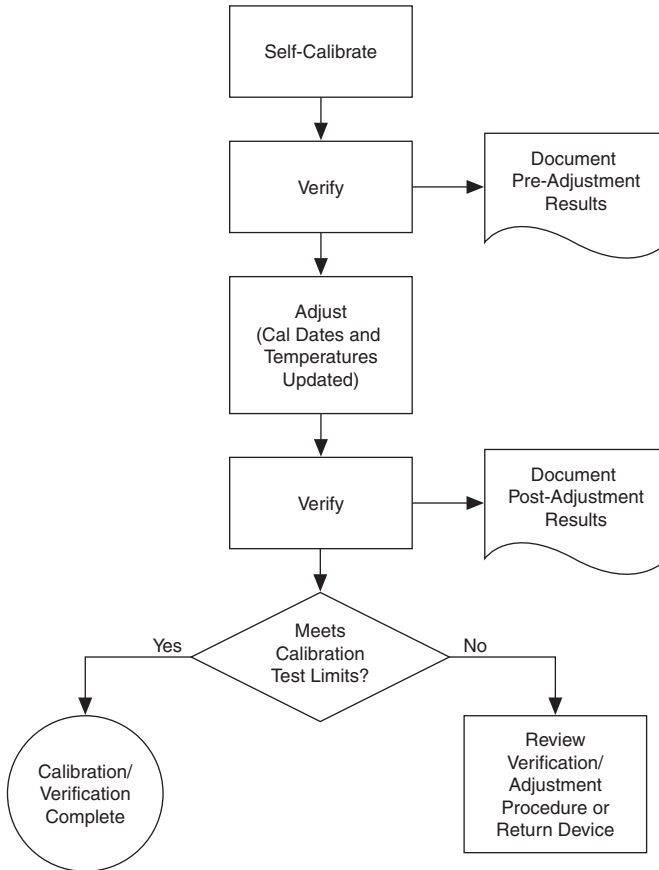 Self-Calibrate
Verify
Document
Pre-Adjustment
Results
Adjust
(Cal Dates and
Temperatures
Updated)
Verify
Document
Post-Adjustment
Results
Meets
Calibration
Test Limits?
Yes
No
Calibration/
Verification
Complete
Review
Verification/
Adjustment
Procedure or
Return Device